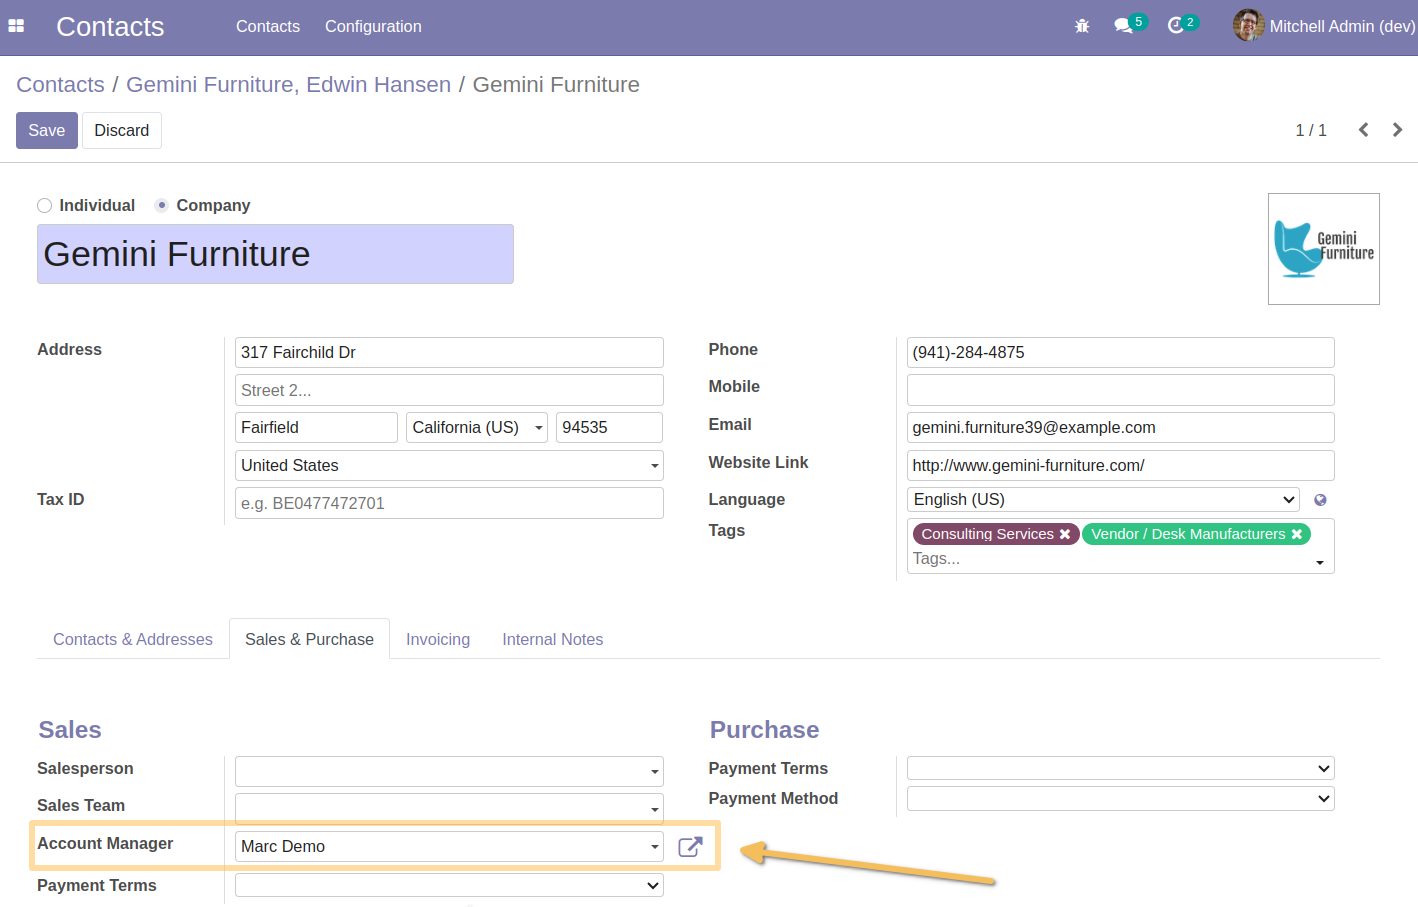 Contacts Contacts Configuration 5 2 Mitchell Admin (dev)
Contacts / Gemini Furniture, Edwin Hansen / Gemini Furniture
Save Discard 1 / 1
Individual Company
Gemini Furniture
Gemini
Furniture
Address 317 Fairchild Dr
Street 2...
Fairfield California (US) 94535
United States
Tax ID e.g. BE0477472701
Phone (941)-284-4875
Mobile
Email gemini.furniture39@example.com
Website Link http://www.gemini-furniture.com/
Language English (US)
Tags Consulting Services Vendor / Desk Manufacturers
Tags...
Contacts & Addresses Sales & Purchase Invoicing Internal Notes
Sales
Salesperson
Sales Team
Account Manager Marc Demo
Payment Terms
Purchase
Payment Terms
Payment Method